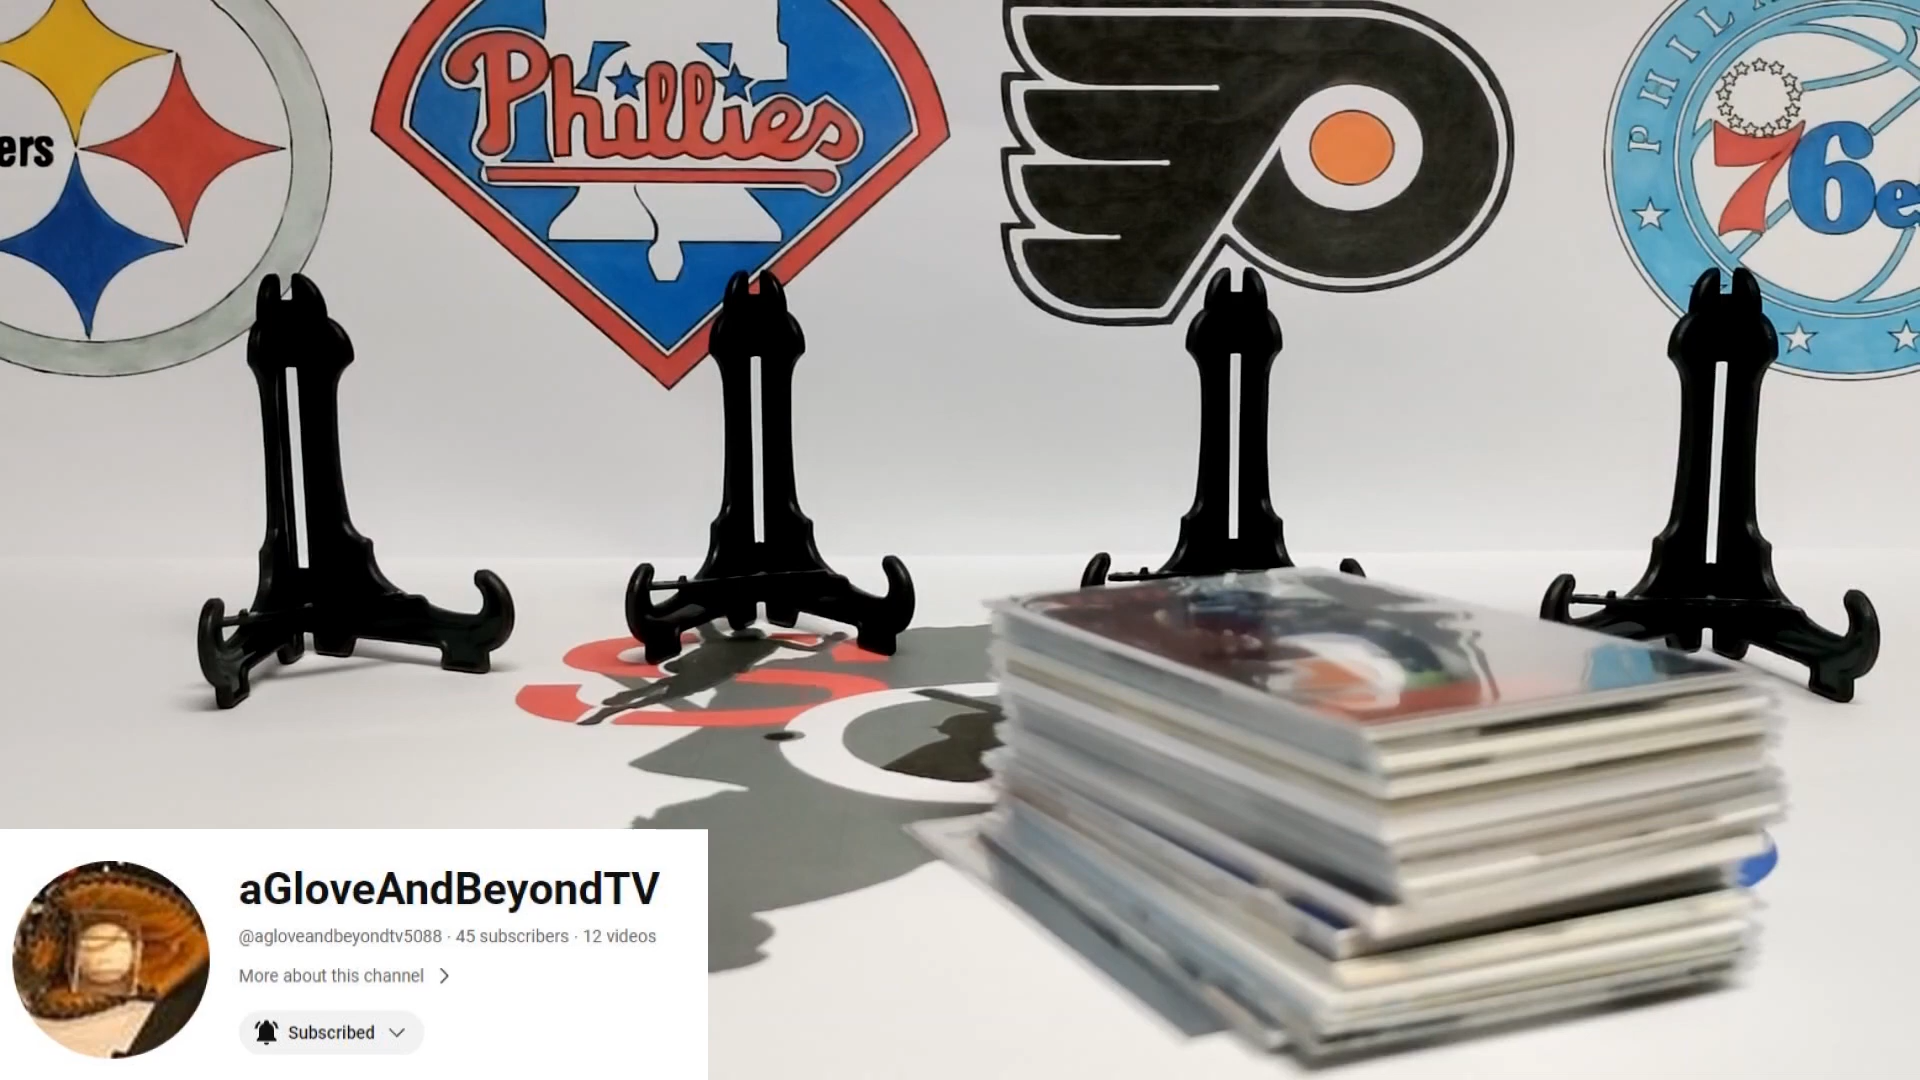 ers
Phillies
PHIL
76e
aGloveAndBeyondTV
@agloveandbeyondtv5088 · 45 subscribers · 12 videos
More about this channel
Subscribed